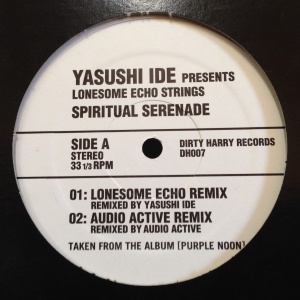 YASUSHI IDE PRESENTS
LONESOME ECHO STRINGS
SPIRITUAL SERENADE
SIDE A
STEREO
33 1/3 RPM
DIRTY HARRY RECORDS
DH007
01: LONESOME ECHO REMIX
REMIXED BY YASUSHI IDE
02: AUDIO ACTIVE REMIX
REMIXED BY AUDIO ACTIVE
TAKEN FROM THE ALBUM [PURPLE NOON]